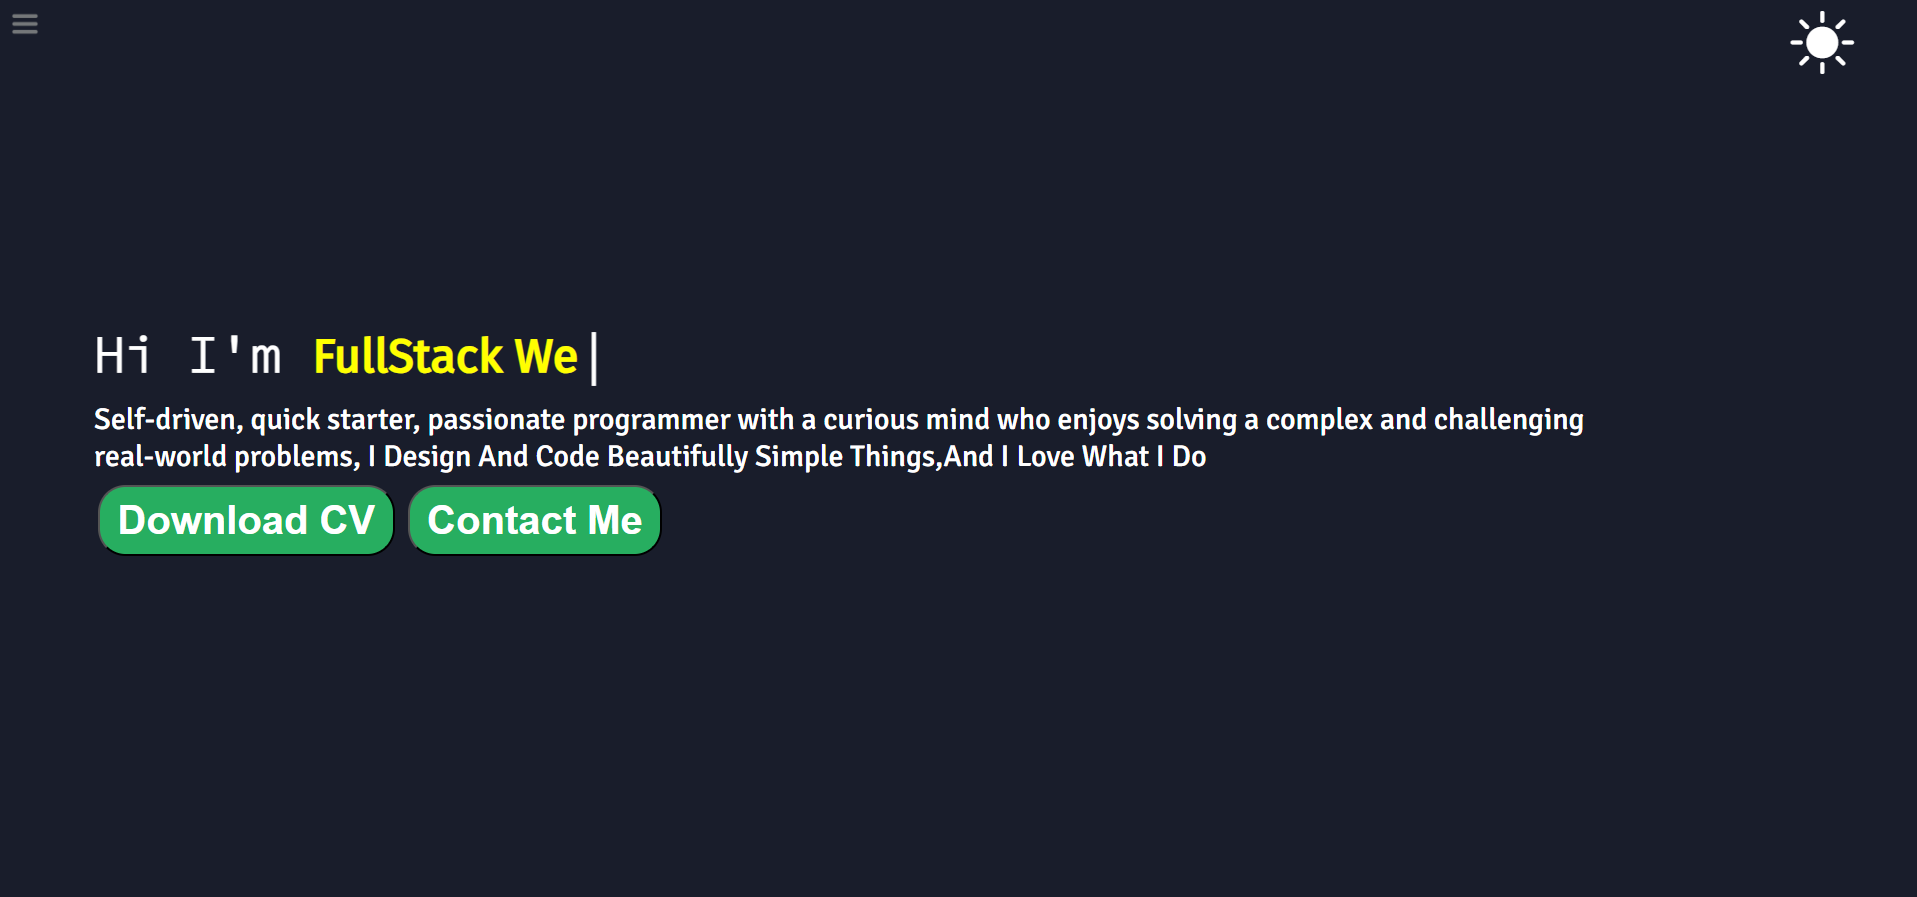 Hi I'm FullStack We|
Self-driven, quick starter, passionate programmer with a curious mind who enjoys solving a complex and challenging
real-world problems, I Design And Code Beautifully Simple Things,And I Love What I Do
Download CV Contact Me